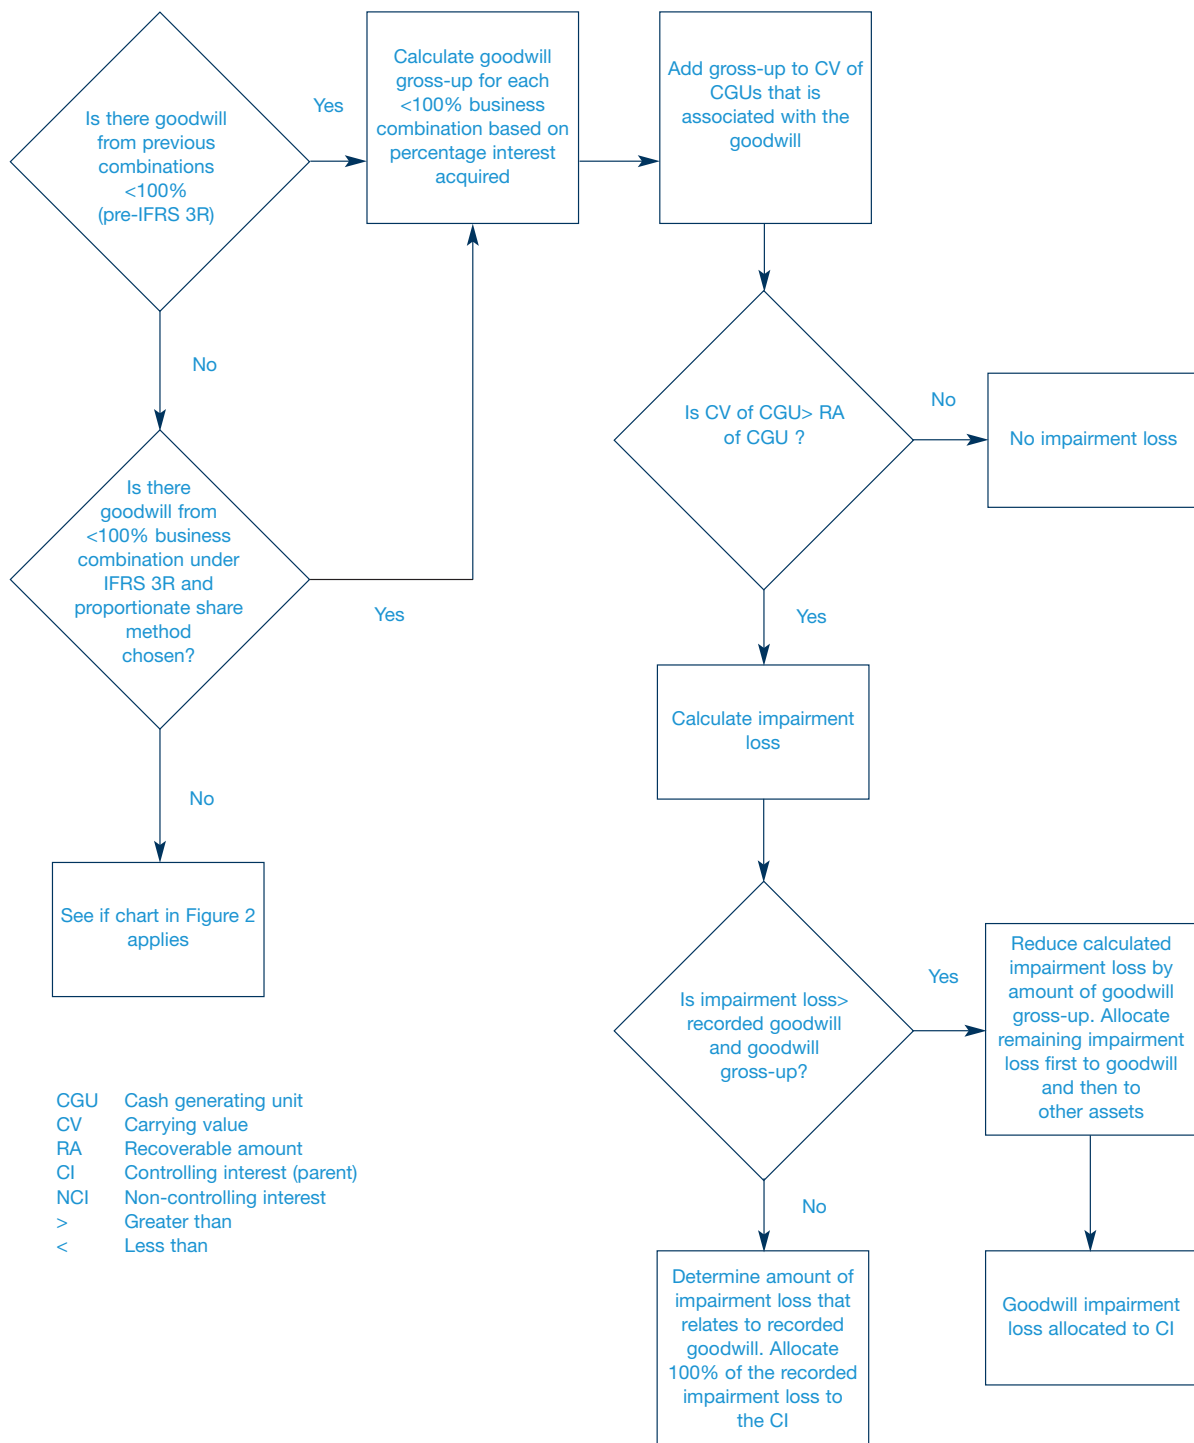 Is there goodwill
from previous
combinations
<100%
(pre-IFRS 3R)
Yes
Calculate goodwill
gross-up for each
<100% business
combination based on
percentage interest
acquired
Add gross-up to CV of
CGUs that is
associated with the
goodwill
No
Is there
goodwill from
<100% business
combination under
IFRS 3R and
proportionate share
method
chosen?
Yes
No
See if chart in Figure 2
applies
Is CV of CGU> RA
of CGU ?
No
No impairment loss
Yes
Calculate impairment
loss
Is impairment loss>
recorded goodwill
and goodwill
gross-up?
Yes
Reduce calculated
impairment loss by
amount of goodwill
gross-up. Allocate
remaining impairment
loss first to goodwill
and then to
other assets
No
Determine amount of
impairment loss that
relates to recorded
goodwill. Allocate
100% of the recorded
impairment loss to
the CI
Goodwill impairment
loss allocated to CI
CGU Cash generating unit
CV Carrying value
RA Recoverable amount
CI Controlling interest (parent)
NCI Non-controlling interest
> Greater than
< Less than